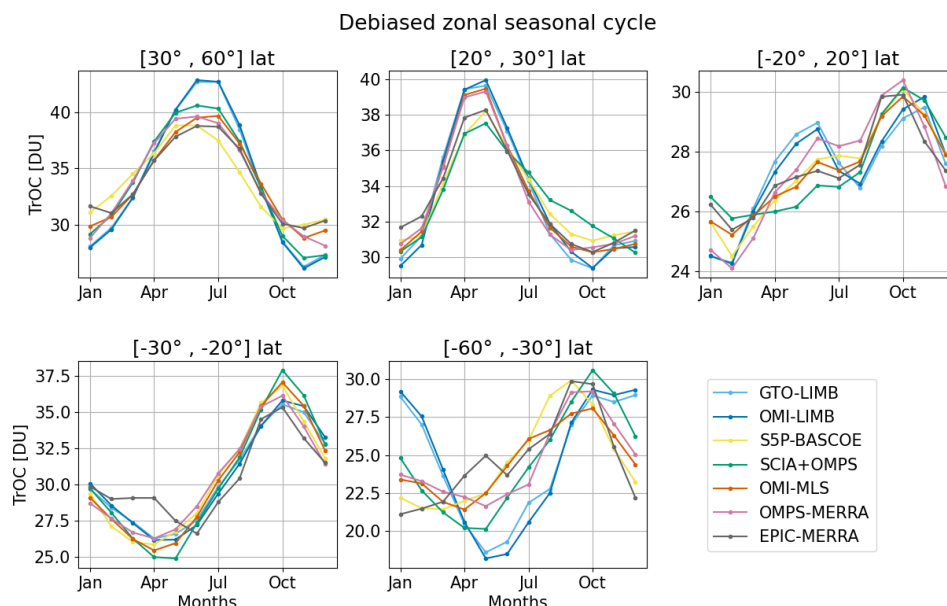 Debiased zonal seasonal cycle
[30° , 60°] lat
[20° , 30°] lat
[-20° , 20°] lat
TrOC [DU]
40
35
30
Jan Apr Jul Oct
40
38
36
34
32
30
Jan Apr Jul Oct
30
28
26
24
Jan Apr Jul Oct
[-30° , -20°] lat
[-60° , -30°] lat
TrOC [DU]
37.5
35.0
32.5
30.0
27.5
25.0
Jan Apr Jul Oct
Months
30.0
27.5
25.0
22.5
20.0
Jan Apr Jul Oct
Months
GTO-LIMB
OMI-LIMB
S5P-BASCOE
SCIA+OMPS
OMI-MLS
OMPS-MERRA
EPIC-MERRA